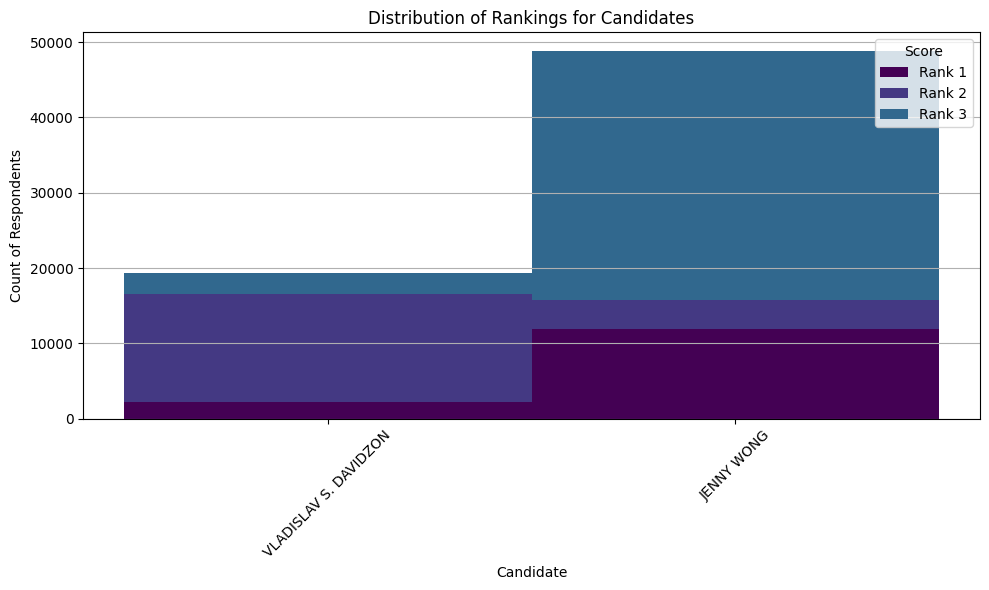 Distribution of Rankings for Candidates
50000
40000
30000
20000
10000
0
Count of Respondents
Score
Rank 1
Rank 2
Rank 3
VLADISLAV S. DAVIDZON
JENNY WONG
Candidate